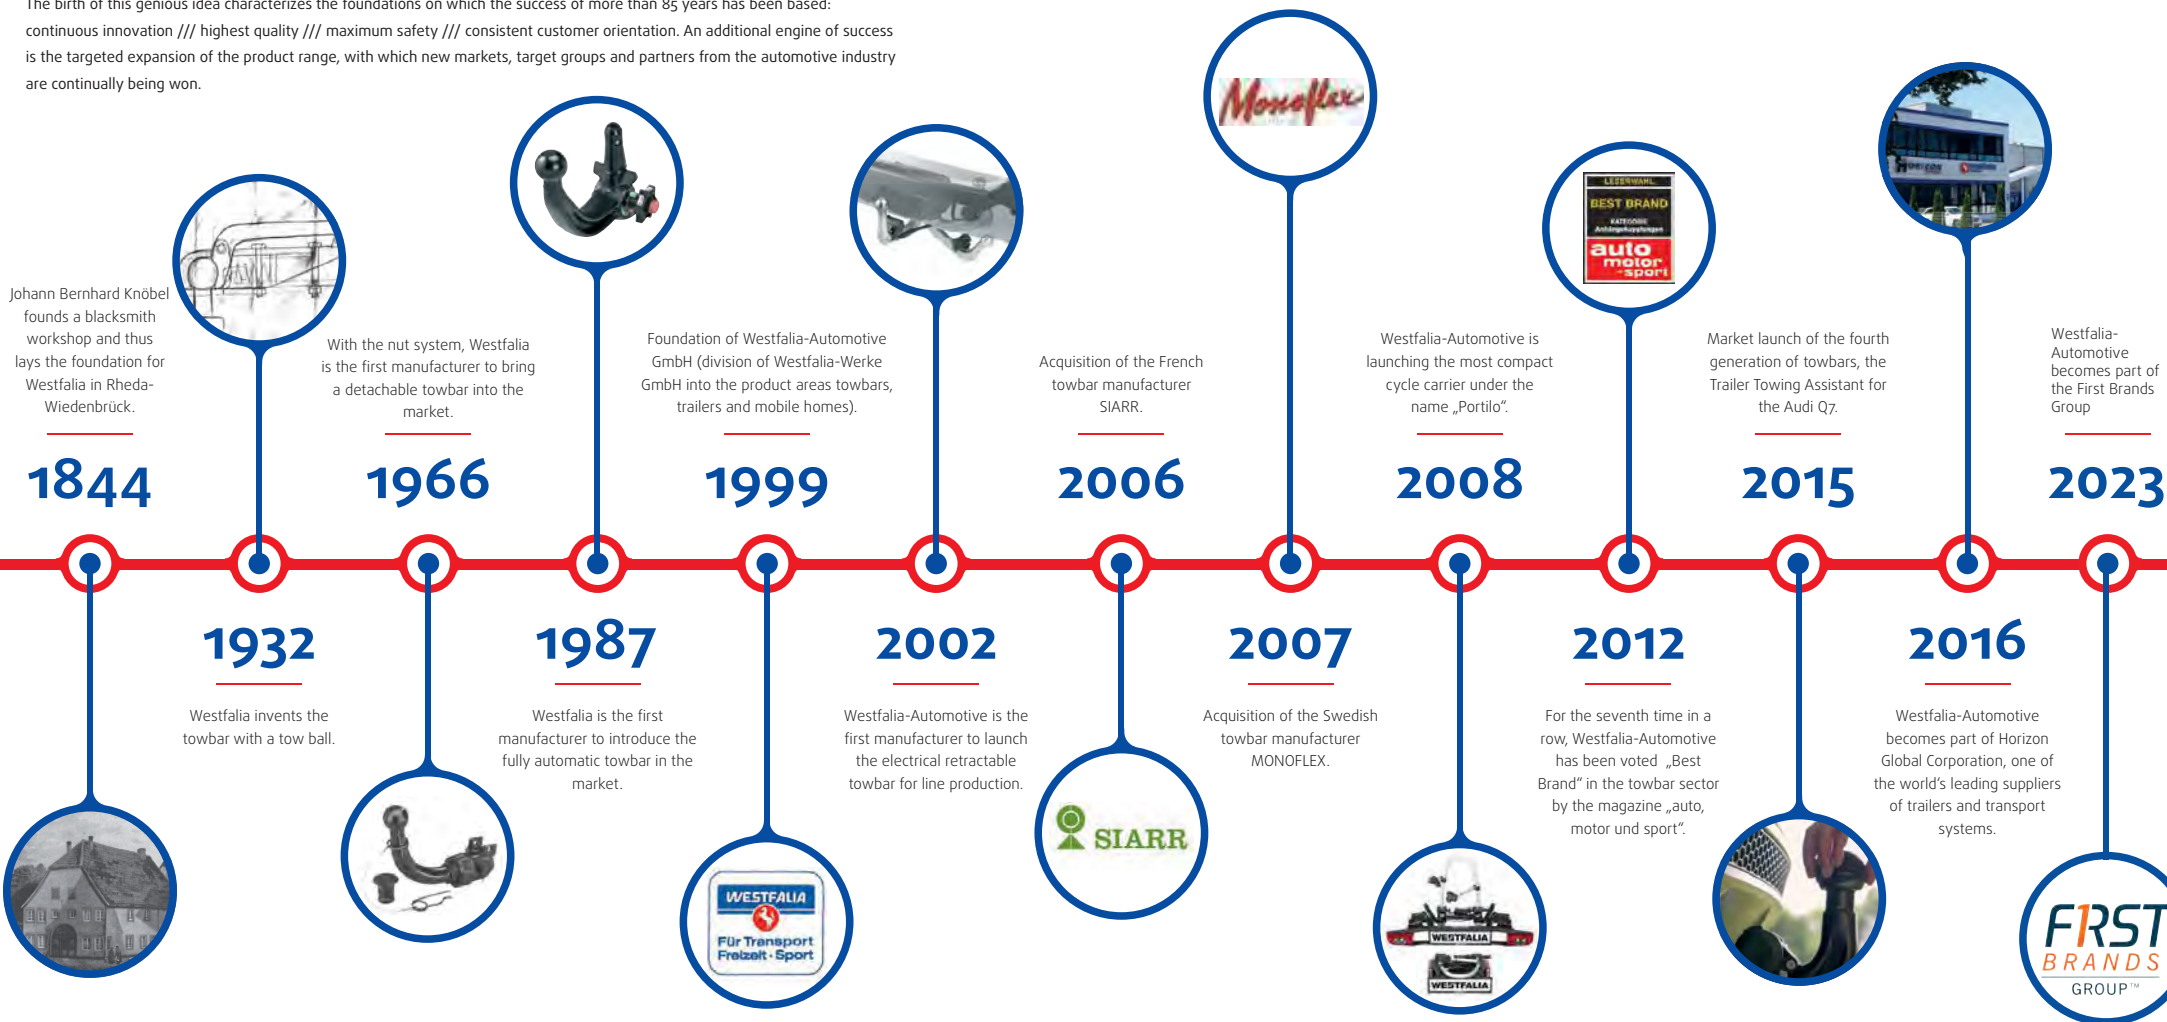 The birth of this genious idea characterizes the foundations on which the success of more than 85 years has been based:
continuous innovation /// highest quality /// maximum safety /// consistent customer orientation. An additional engine of success
is the targeted expansion of the product range, with which new markets, target groups and partners from the automotive industry
are continually being won.
Johann Bernhard Knöbel
founds a blacksmith
workshop and thus
lays the foundation for
Westfalia in Rheda-
Wiedenbrück.
1844
1932
Westfalia invents the
towbar with a tow ball.
With the nut system, Westfalia
is the first manufacturer to bring
a detachable towbar into the
market.
1966
1987
Westfalia is the first
manufacturer to introduce the
fully automatic towbar in the
market.
Foundation of Westfalia-Automotive
GmbH (division of Westfalia-Werke
GmbH into the product areas towbars,
trailers and mobile homes).
1999
WESTFALIA
Für Transport
Freizeit · Sport
2002
Westfalia-Automotive is the
first manufacturer to launch
the electrical retractable
towbar for line production.
Acquisition of the French
towbar manufacturer
SIARR.
2006
SIARR
Monoflex
2007
Acquisition of the Swedish
towbar manufacturer
MONOFLEX.
Westfalia-Automotive is
launching the most compact
cycle carrier under the
name „Portilo“.
2008
WESTFALIA
WESTFALIA
LESERWAHL
BEST BRAND
KATEGORIE
Anhängekupplungen
auto
motor
sport
2012
For the seventh time in a
row, Westfalia-Automotive
has been voted „Best
Brand“ in the towbar sector
by the magazine „auto,
motor und sport“.
Market launch of the fourth
generation of towbars, the
Trailer Towing Assistant for
the Audi Q7.
2015
HORIZON
2016
Westfalia-Automotive
becomes part of Horizon
Global Corporation, one of
the world's leading suppliers
of trailers and transport
systems.
Westfalia-
Automotive
becomes part of
the First Brands
Group
2023
FIRST
BRANDS
GROUP™